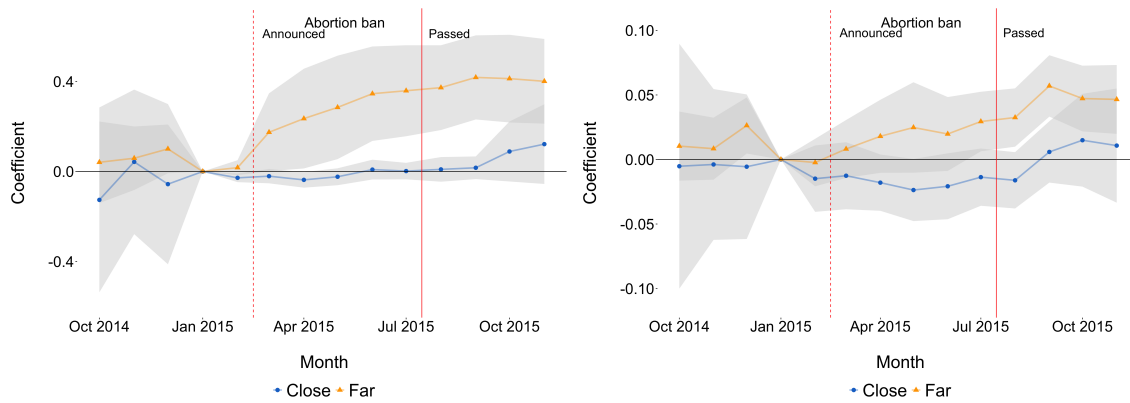 Abortion ban
Announced
Passed
Coefficient
0.4
0.0
-0.4
Oct 2014
Jan 2015
Apr 2015
Jul 2015
Oct 2015
Month
Close
Far
Abortion ban
Announced
Passed
Coefficient
0.10
0.05
0.00
-0.05
-0.10
Oct 2014
Jan 2015
Apr 2015
Jul 2015
Oct 2015
Month
Close
Far